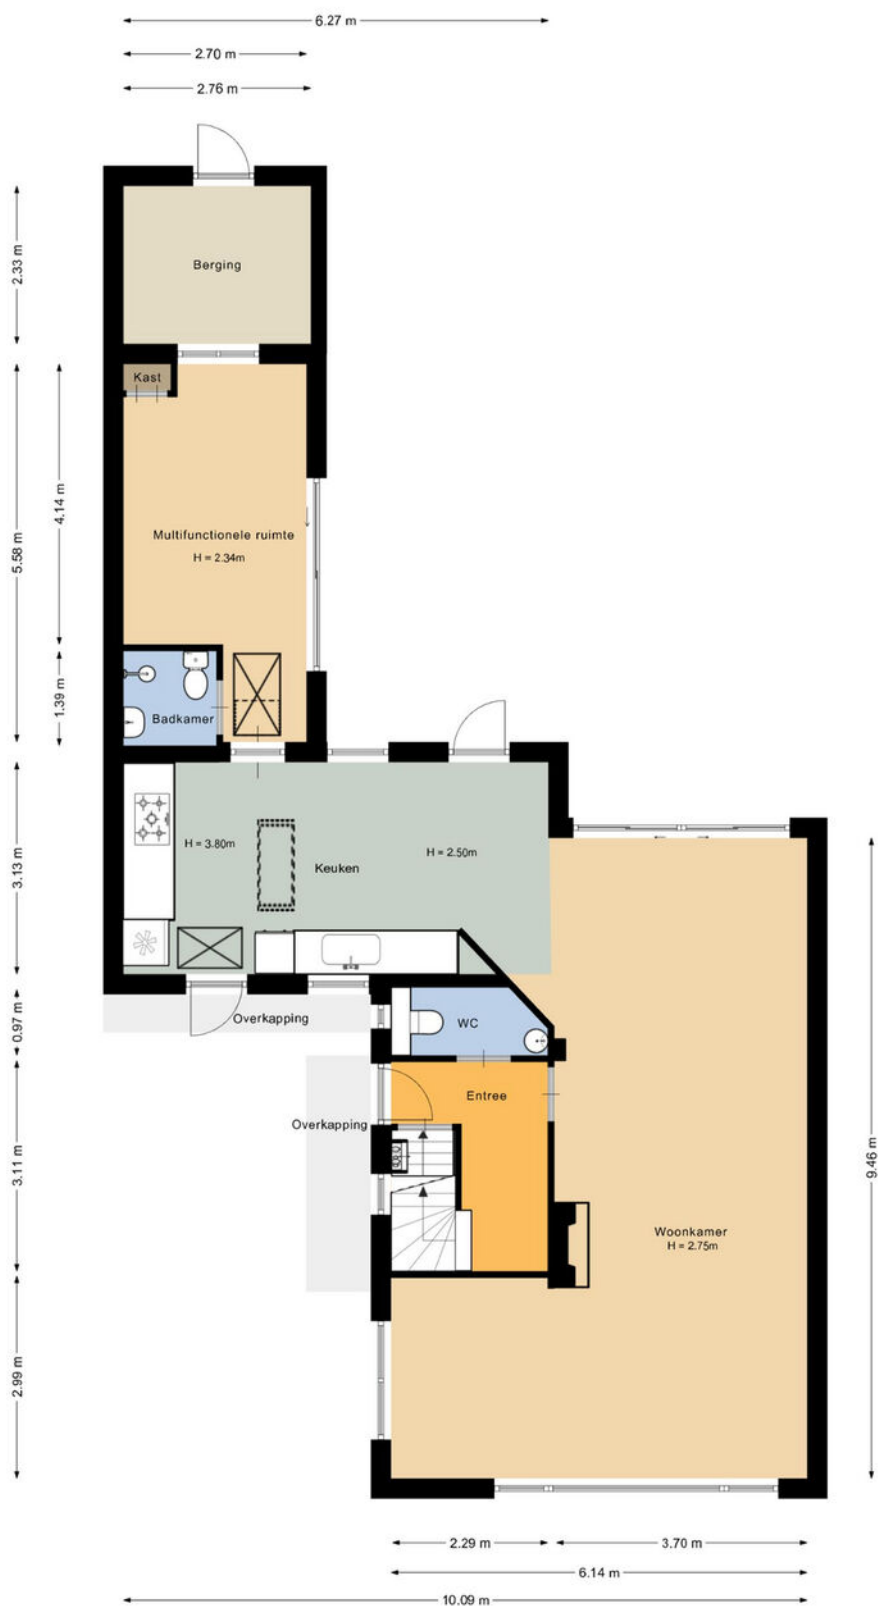 6.27 m
2.70 m
2.76 m
2.33 m
Berging
Kast
5.58 m
4.14 m
Multifunctionele ruimte
H = 2.34m
1.39 m
Badkamer
3.13 m
H = 3.80m
H = 2.50m
Keuken
0.97 m
Overkapping
WC
Entree
Overkapping
3.11 m
9.46 m
Woonkamer
H = 2.75m
2.99 m
2.29 m
3.70 m
6.14 m
10.09 m